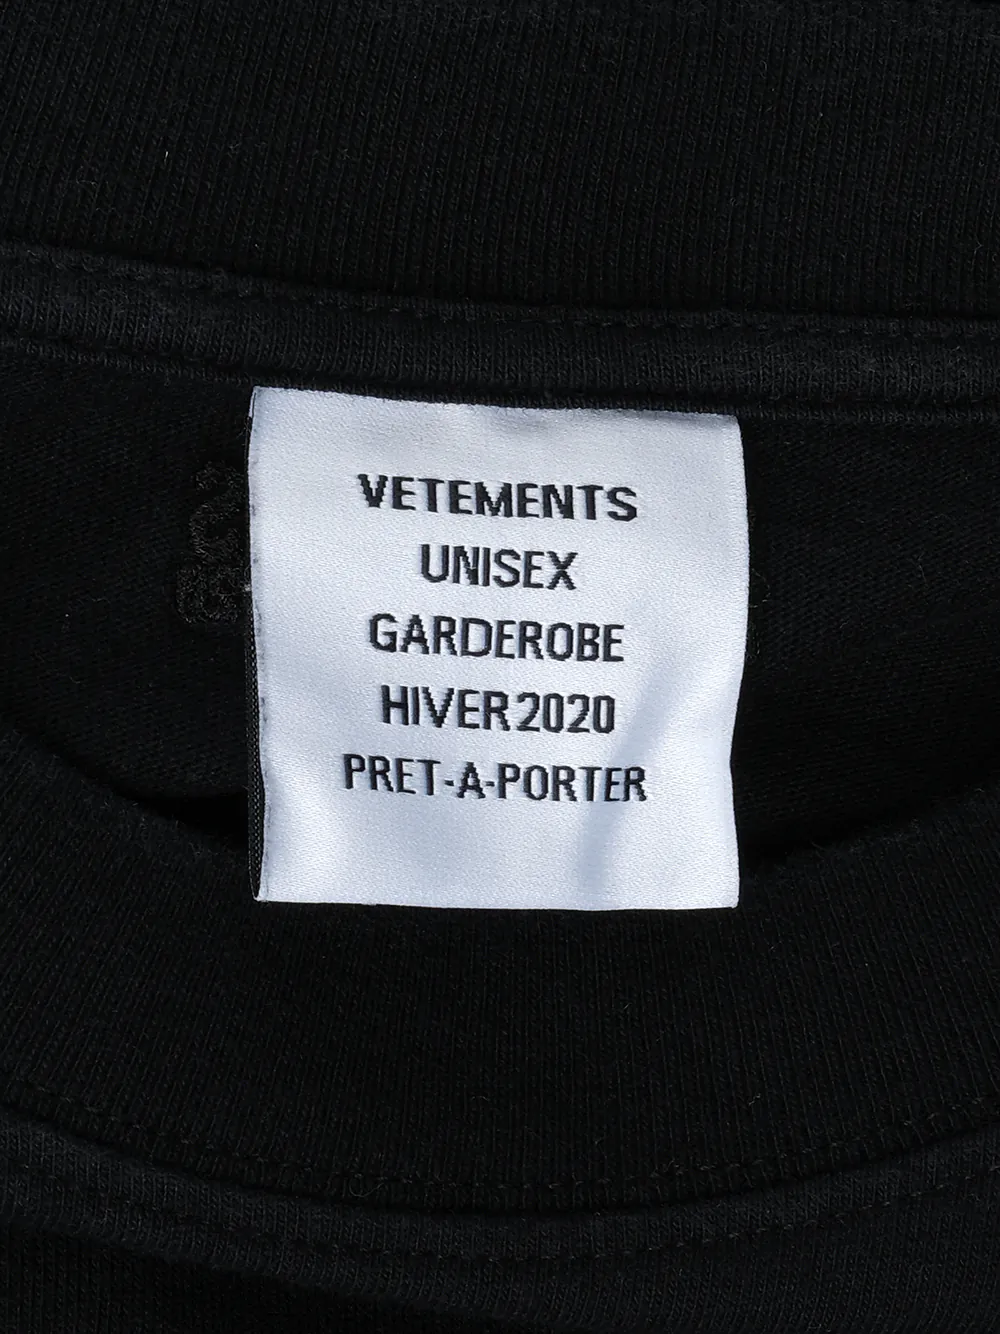 VETEMENTS
UNISEX
GARDEROBE
HIVER 2020
PRET-A-PORTER